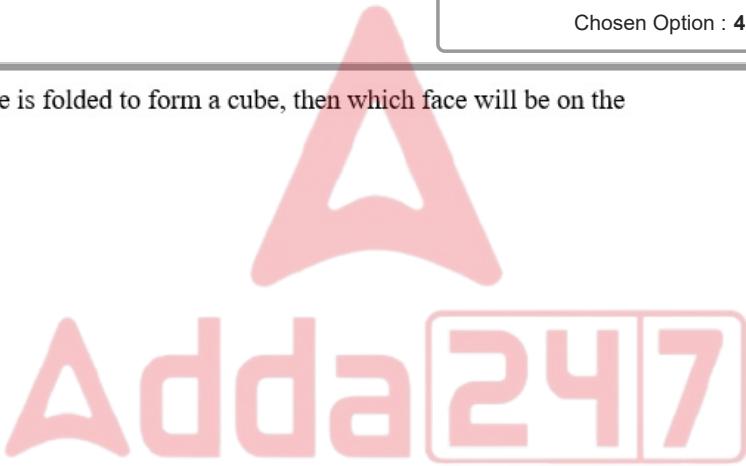 Chosen Option : 4
e is folded to form a cube, then which face will be on the
Adda247